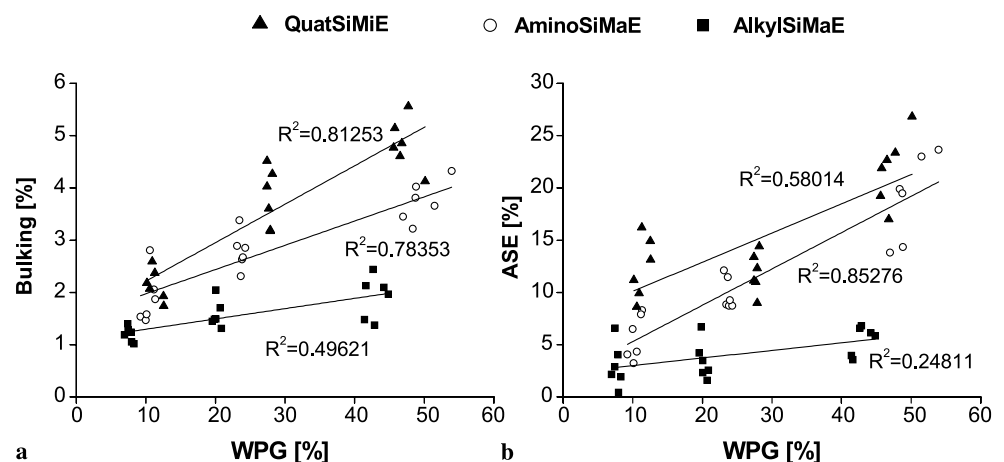 QuatSiMiE AminoSiMaE AlkylSiMaE
Bulking [%]
6
5
4
3
2
1
0
R²=0.81253
0.78353
0.49621
0 10 20 30 40 50 60
a WPG [%]
ASE [%]
30
25
20
15
10
5
0
R²=0.58014
R²=0.85276
R²=0.24811
0 10 20 30 40 50 60
b WPG [%]